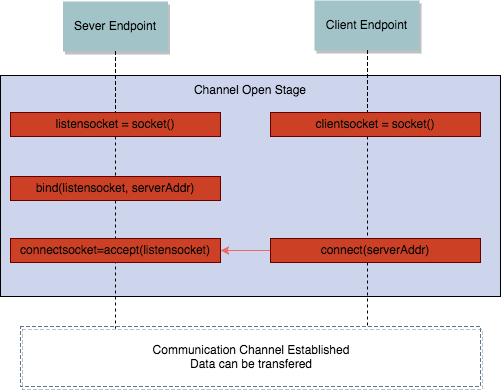 Sever Endpoint
Client Endpoint
Channel Open Stage
listensocket = socket()
clientsocket = socket()
bind(listensocket, serverAddr)
connectsocket=accept(listensocket)
connect(serverAddr)
Communication Channel Established
Data can be transfered